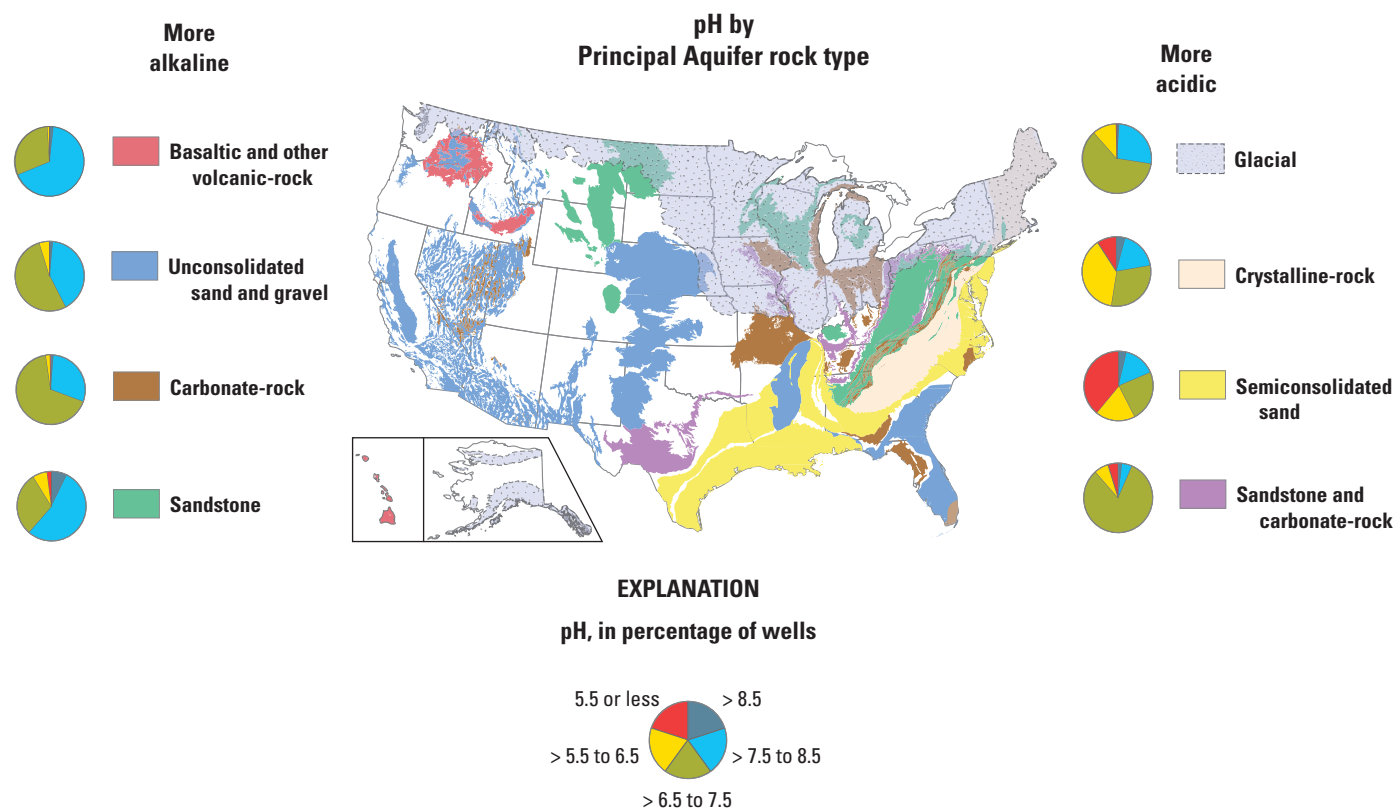 pH by
Principal Aquifer rock type
More
alkaline
Basaltic and other
volcanic-rock
Unconsolidated
sand and gravel
Carbonate-rock
Sandstone
More
acidic
Glacial
Crystalline-rock
Semiconsolidated
sand
Sandstone and
carbonate-rock
EXPLANATION
pH, in percentage of wells
5.5 or less
> 8.5
> 5.5 to 6.5
> 7.5 to 8.5
> 6.5 to 7.5